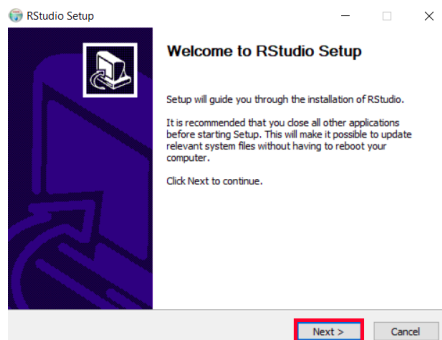 RStudio Setup
Welcome to RStudio Setup
Setup will guide you through the installation of RStudio.
It is recommended that you close all other applications
before starting Setup. This will make it possible to update
relevant system files without having to reboot your
computer.
Click Next to continue.
Next >
Cancel